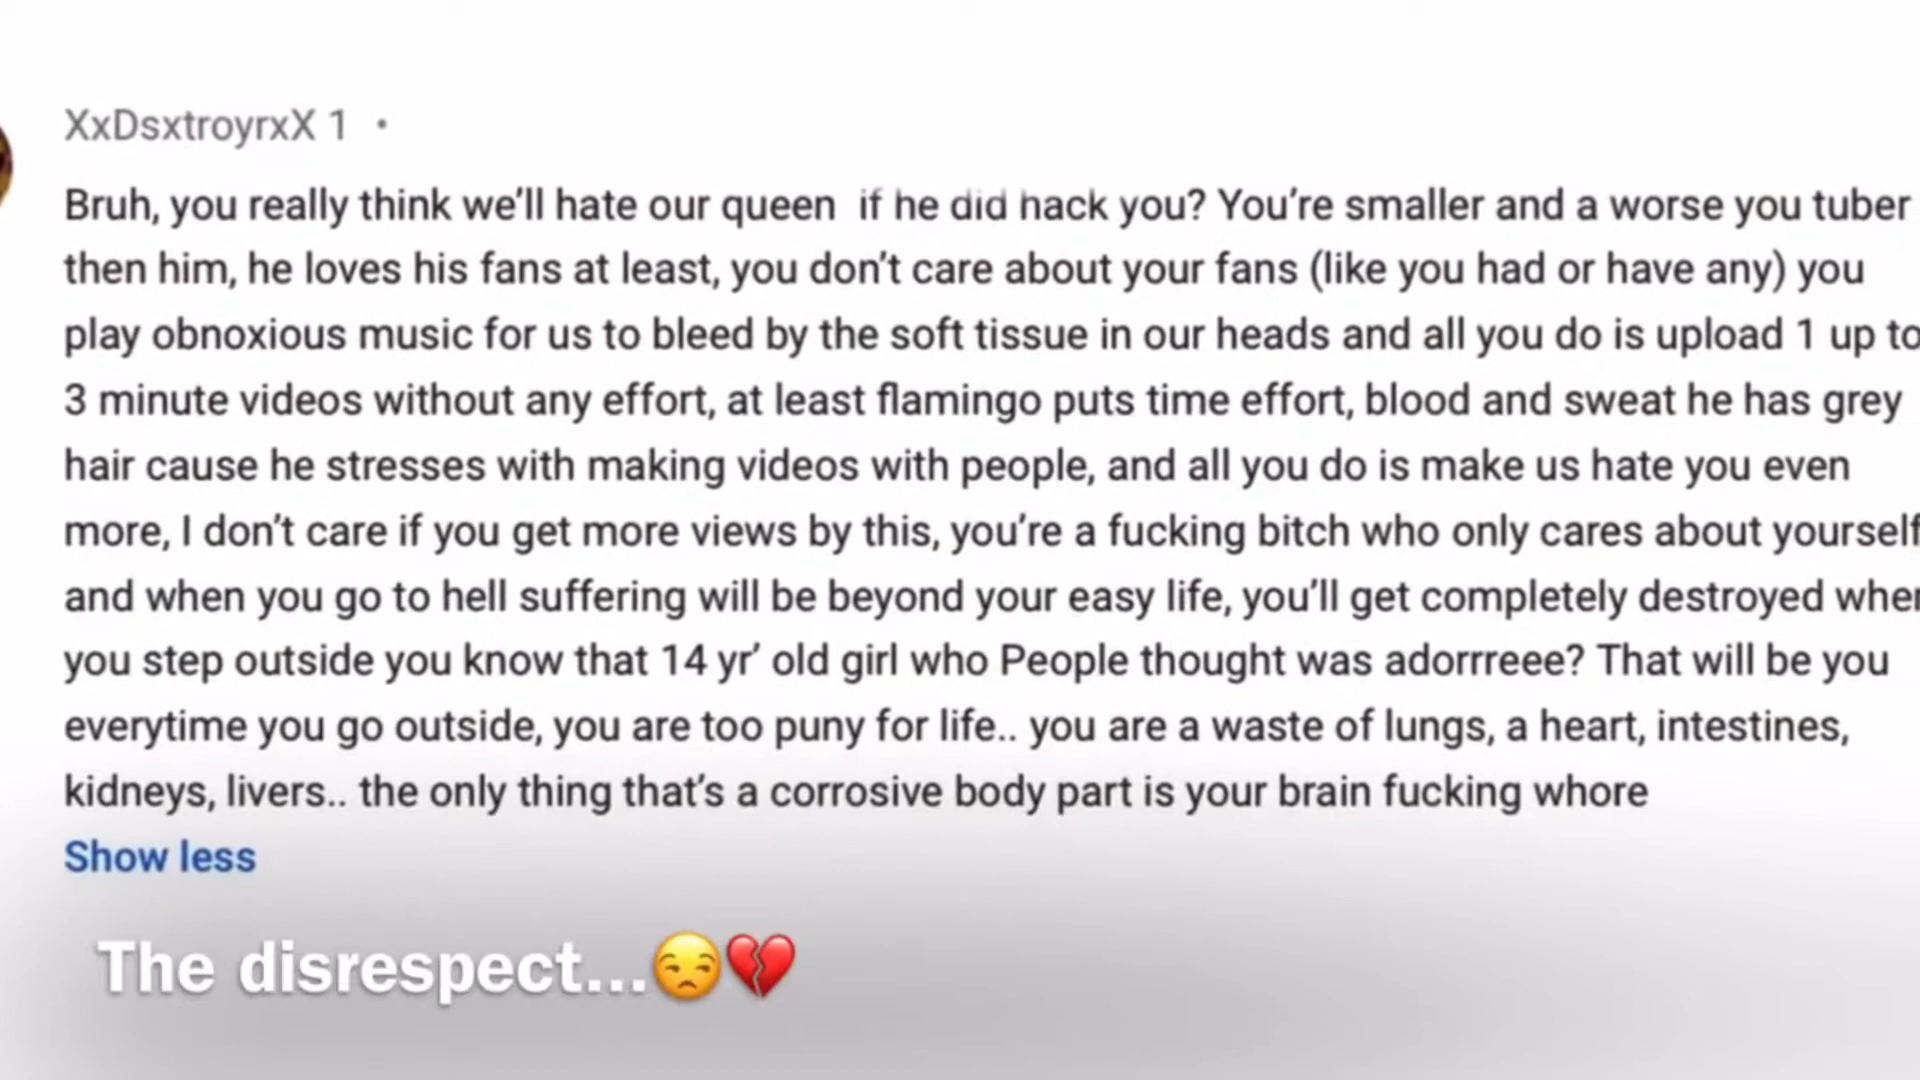 XxDsxtroyrxX 1 •
Bruh, you really think we’ll hate our queen  if he did hack you? You’re smaller and a worse you tuber
then him, he loves his fans at least, you don’t care about your fans (like you had or have any) you
play obnoxious music for us to bleed by the soft tissue in our heads and all you do is upload 1 up to
3 minute videos without any effort, at least flamingo puts time effort, blood and sweat he has grey
hair cause he stresses with making videos with people, and all you do is make us hate you even
more, I don’t care if you get more views by this, you’re a fucking bitch who only cares about yourself
and when you go to hell suffering will be beyond your easy life, you’ll get completely destroyed when
you step outside you know that 14 yr’ old girl who People thought was adorrreee? That will be you
everytime you go outside, you are too puny for life.. you are a waste of lungs, a heart, intestines,
kidneys, livers.. the only thing that’s a corrosive body part is your brain fucking whore
Show less
The disrespect...😒💔